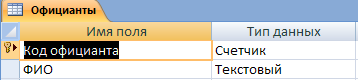 Официанты
Имя поля Тип данных
Код официанта Счетчик
ФИО Текстовый